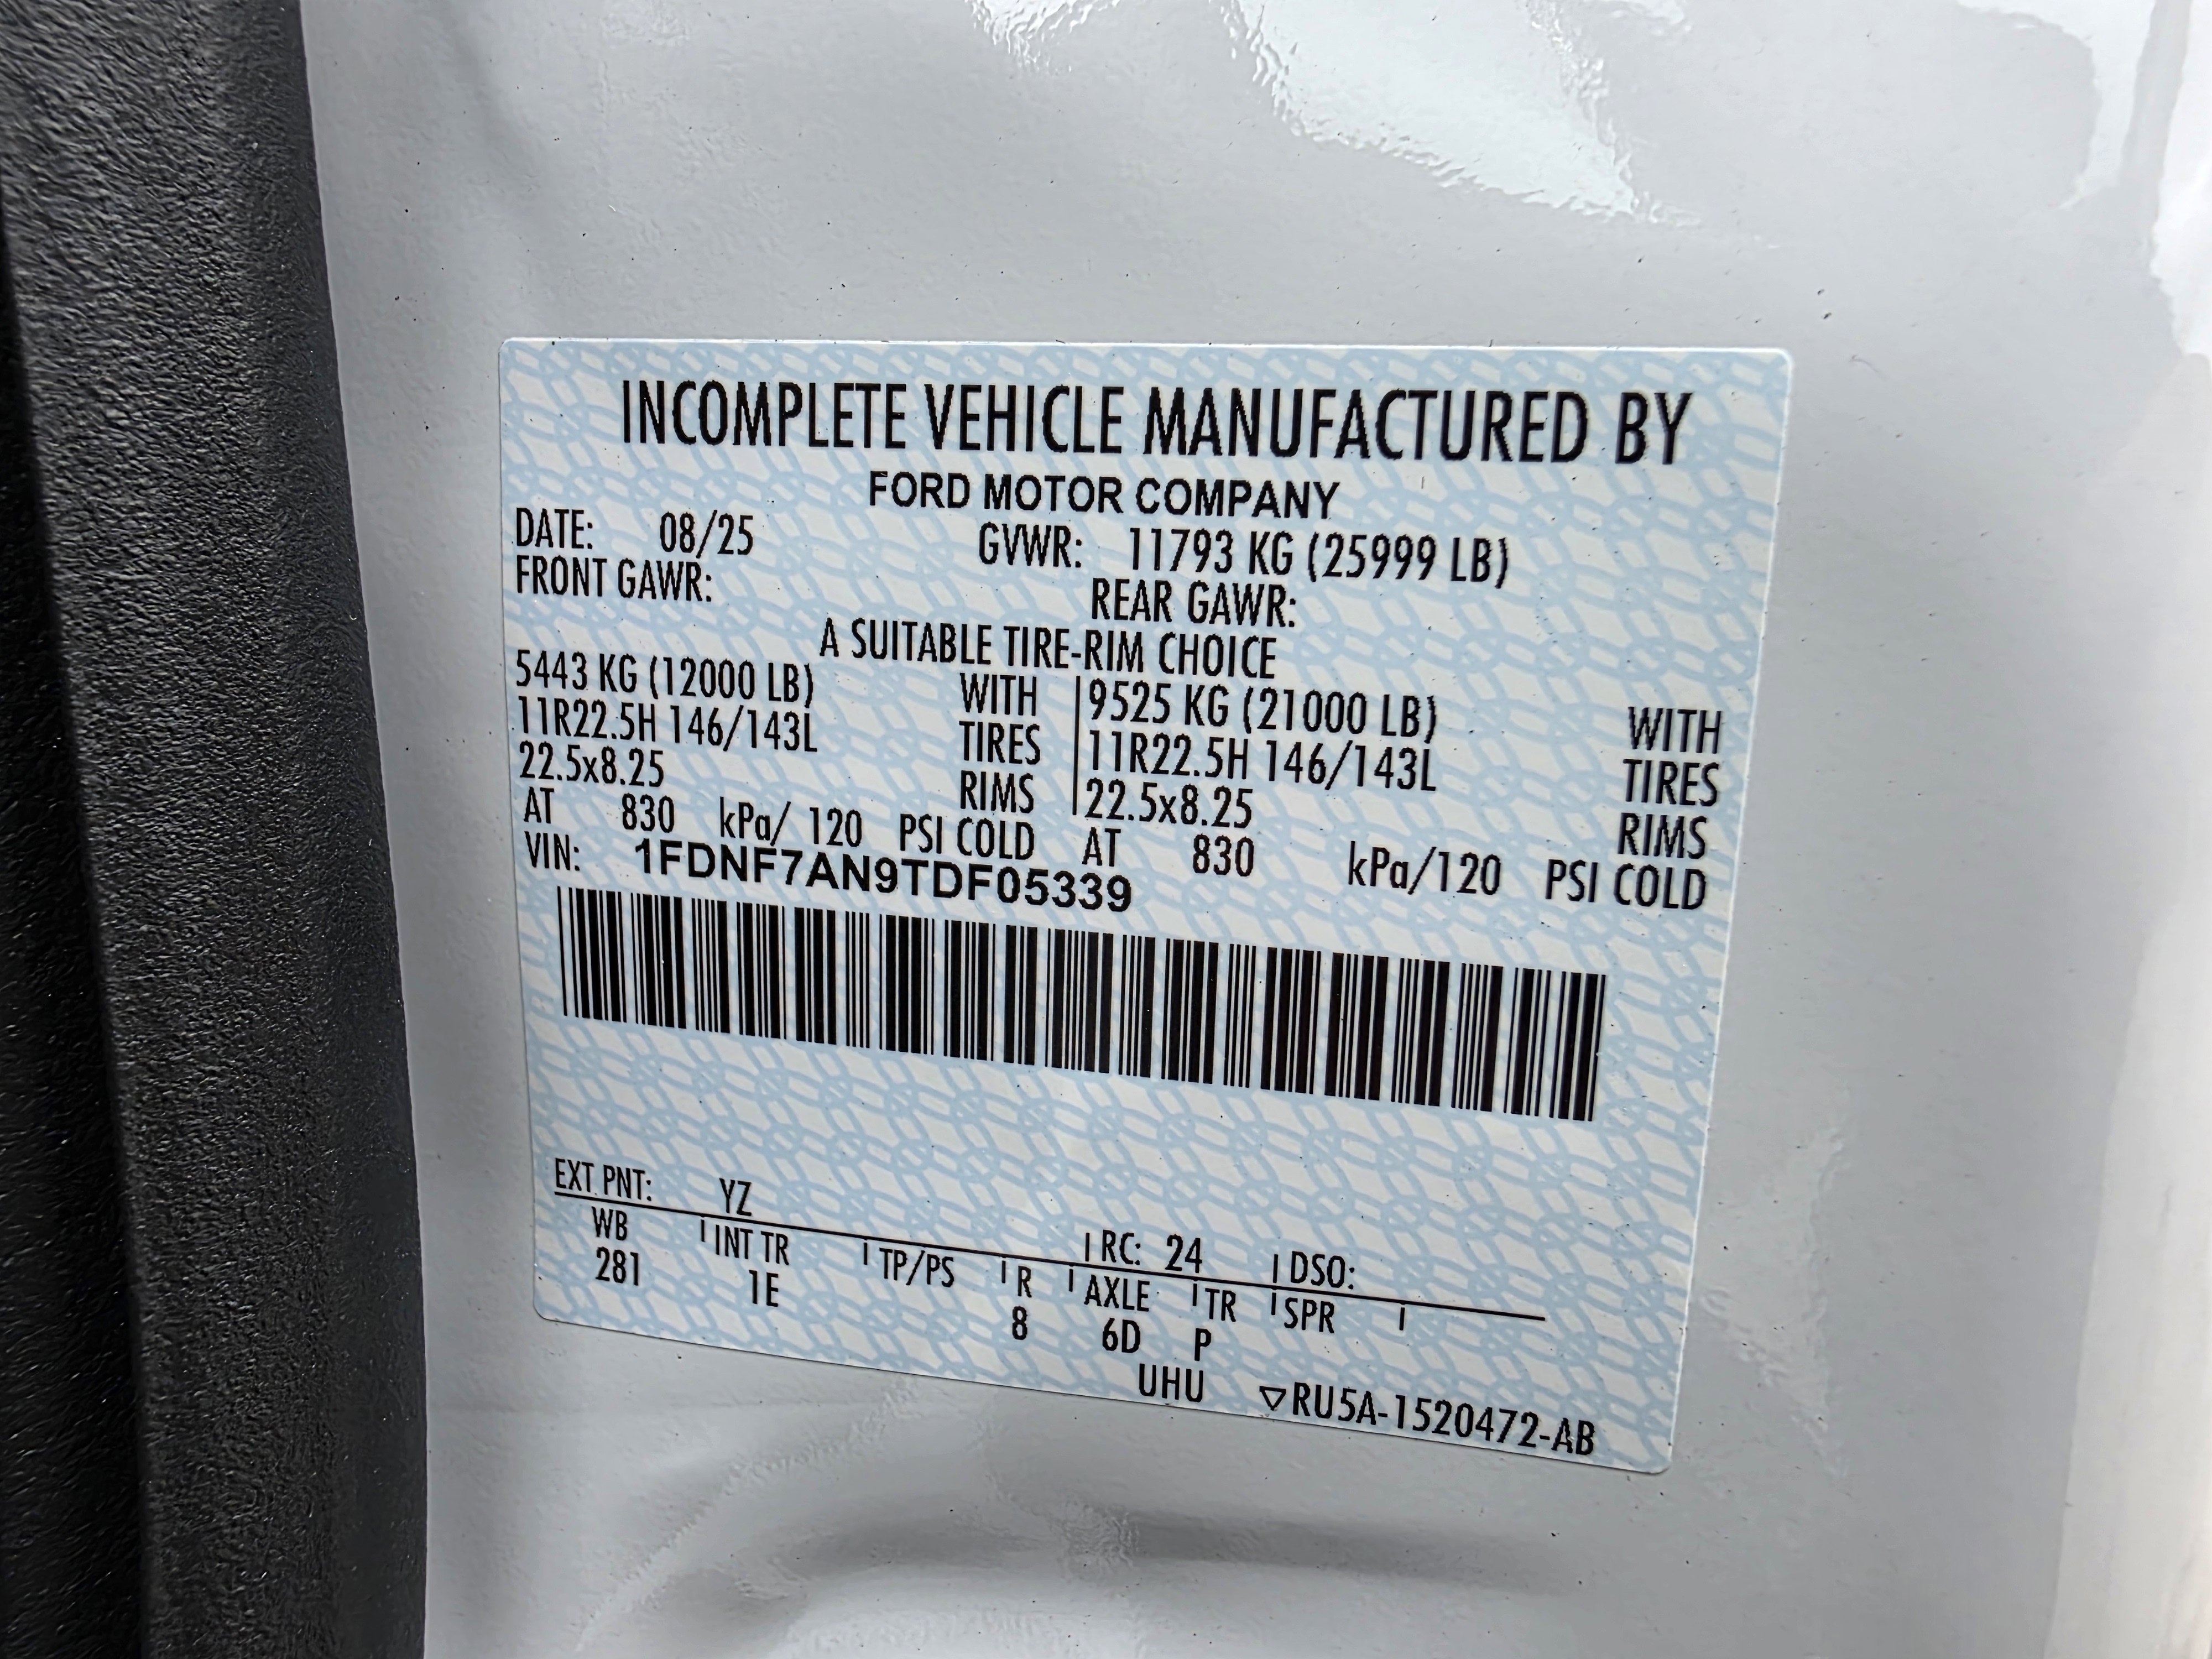 INCOMPLETE VEHICLE MANUFACTURED BY
FORD MOTOR COMPANY
DATE: 08/25 GVWR: 11793 KG (25999 LB)
FRONT GAWR: REAR GAWR:
A SUITABLE TIRE-RIM CHOICE
5443 KG (12000 LB) WITH 9525 KG (21000 LB) WITH
11R22.5H 146/143L TIRES 11R22.5H 146/143L TIRES
22.5x8.25 RIMS 22.5x8.25 RIMS
AT 830 kPa/ 120 PSI COLD AT 830 kPa/120 PSI COLD
VIN: 1FDNF7AN9TDF05339
EXT PNT: YZ RC: 24 DSO:
WB INT TR TP/PS R AXLE TR SPR
281 1E 8 6D P
UHU ▽RU5A-1520472-AB